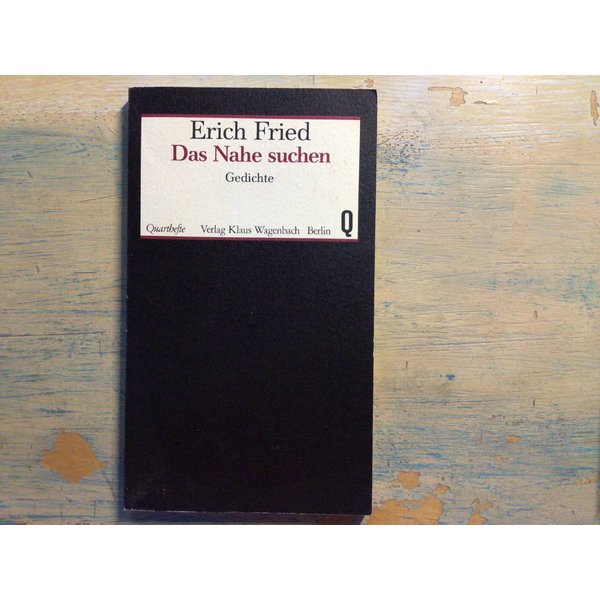 Erich Fried
Das Nahe suchen
Gedichte
Quarthefte Verlag Klaus Wagenbach Berlin Q